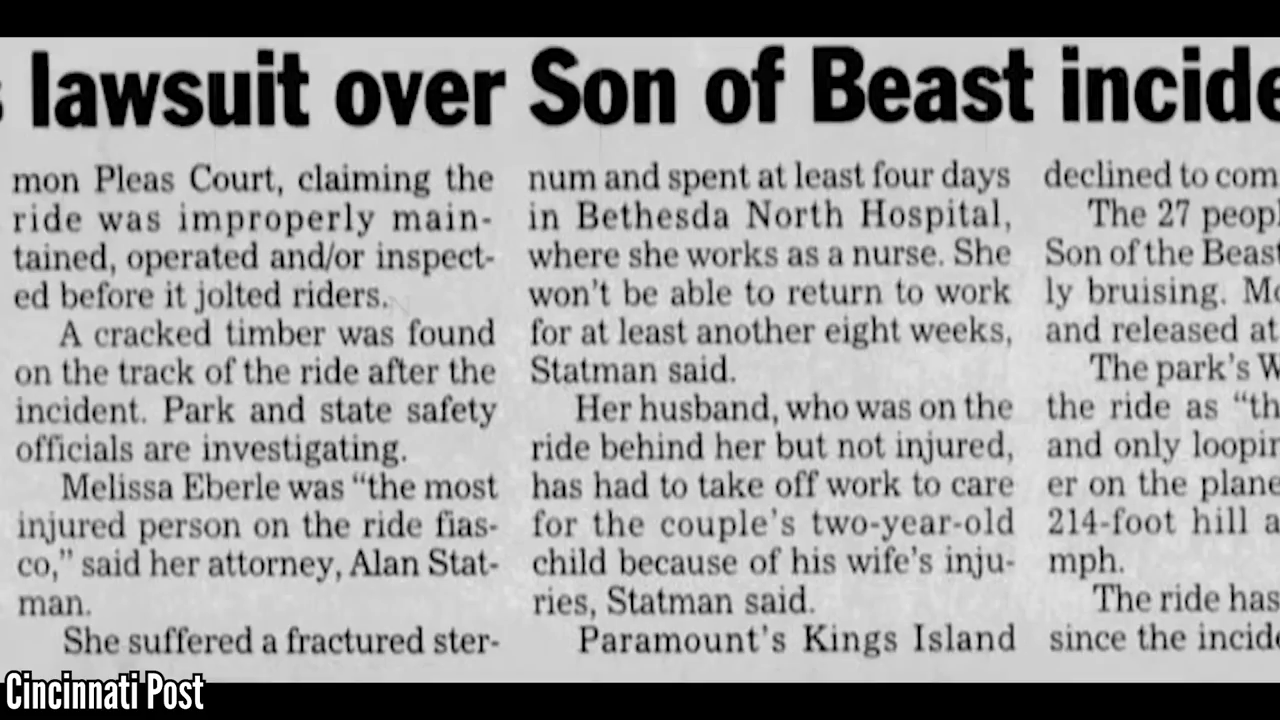 lawsuit over Son of Beast
mon Pleas Court, claiming the
ride was improperly main-
tained, operated and/or inspect-
ed before it jolted riders.
A cracked timber was found
on the track of the ride after the
incident. Park and state safety
officials are investigating.
Melissa Eberle was “the most
injured person on the ride fias-
co,” said her attorney, Alan Stat-
man.
She suffered a fractured ster-
num and spent at least four days
in Bethesda North Hospital,
where she works as a nurse. She
won’t be able to return to work
for at least another eight weeks,
Statman said.
Her husband, who was on the
ride behind her but not injured,
has had to take off work to care
for the couple’s two-year-old
child because of his wife’s inju-
ries, Statman said.
Paramount’s Kings Island
declined to com
The 27 peopl
Son of the Beast
ly bruising. Mo
and released at
The park’s W
the ride as “th
and only loopin
er on the plane
214-foot hill a
mph.
The ride has
since the incide
Cincinnati Post